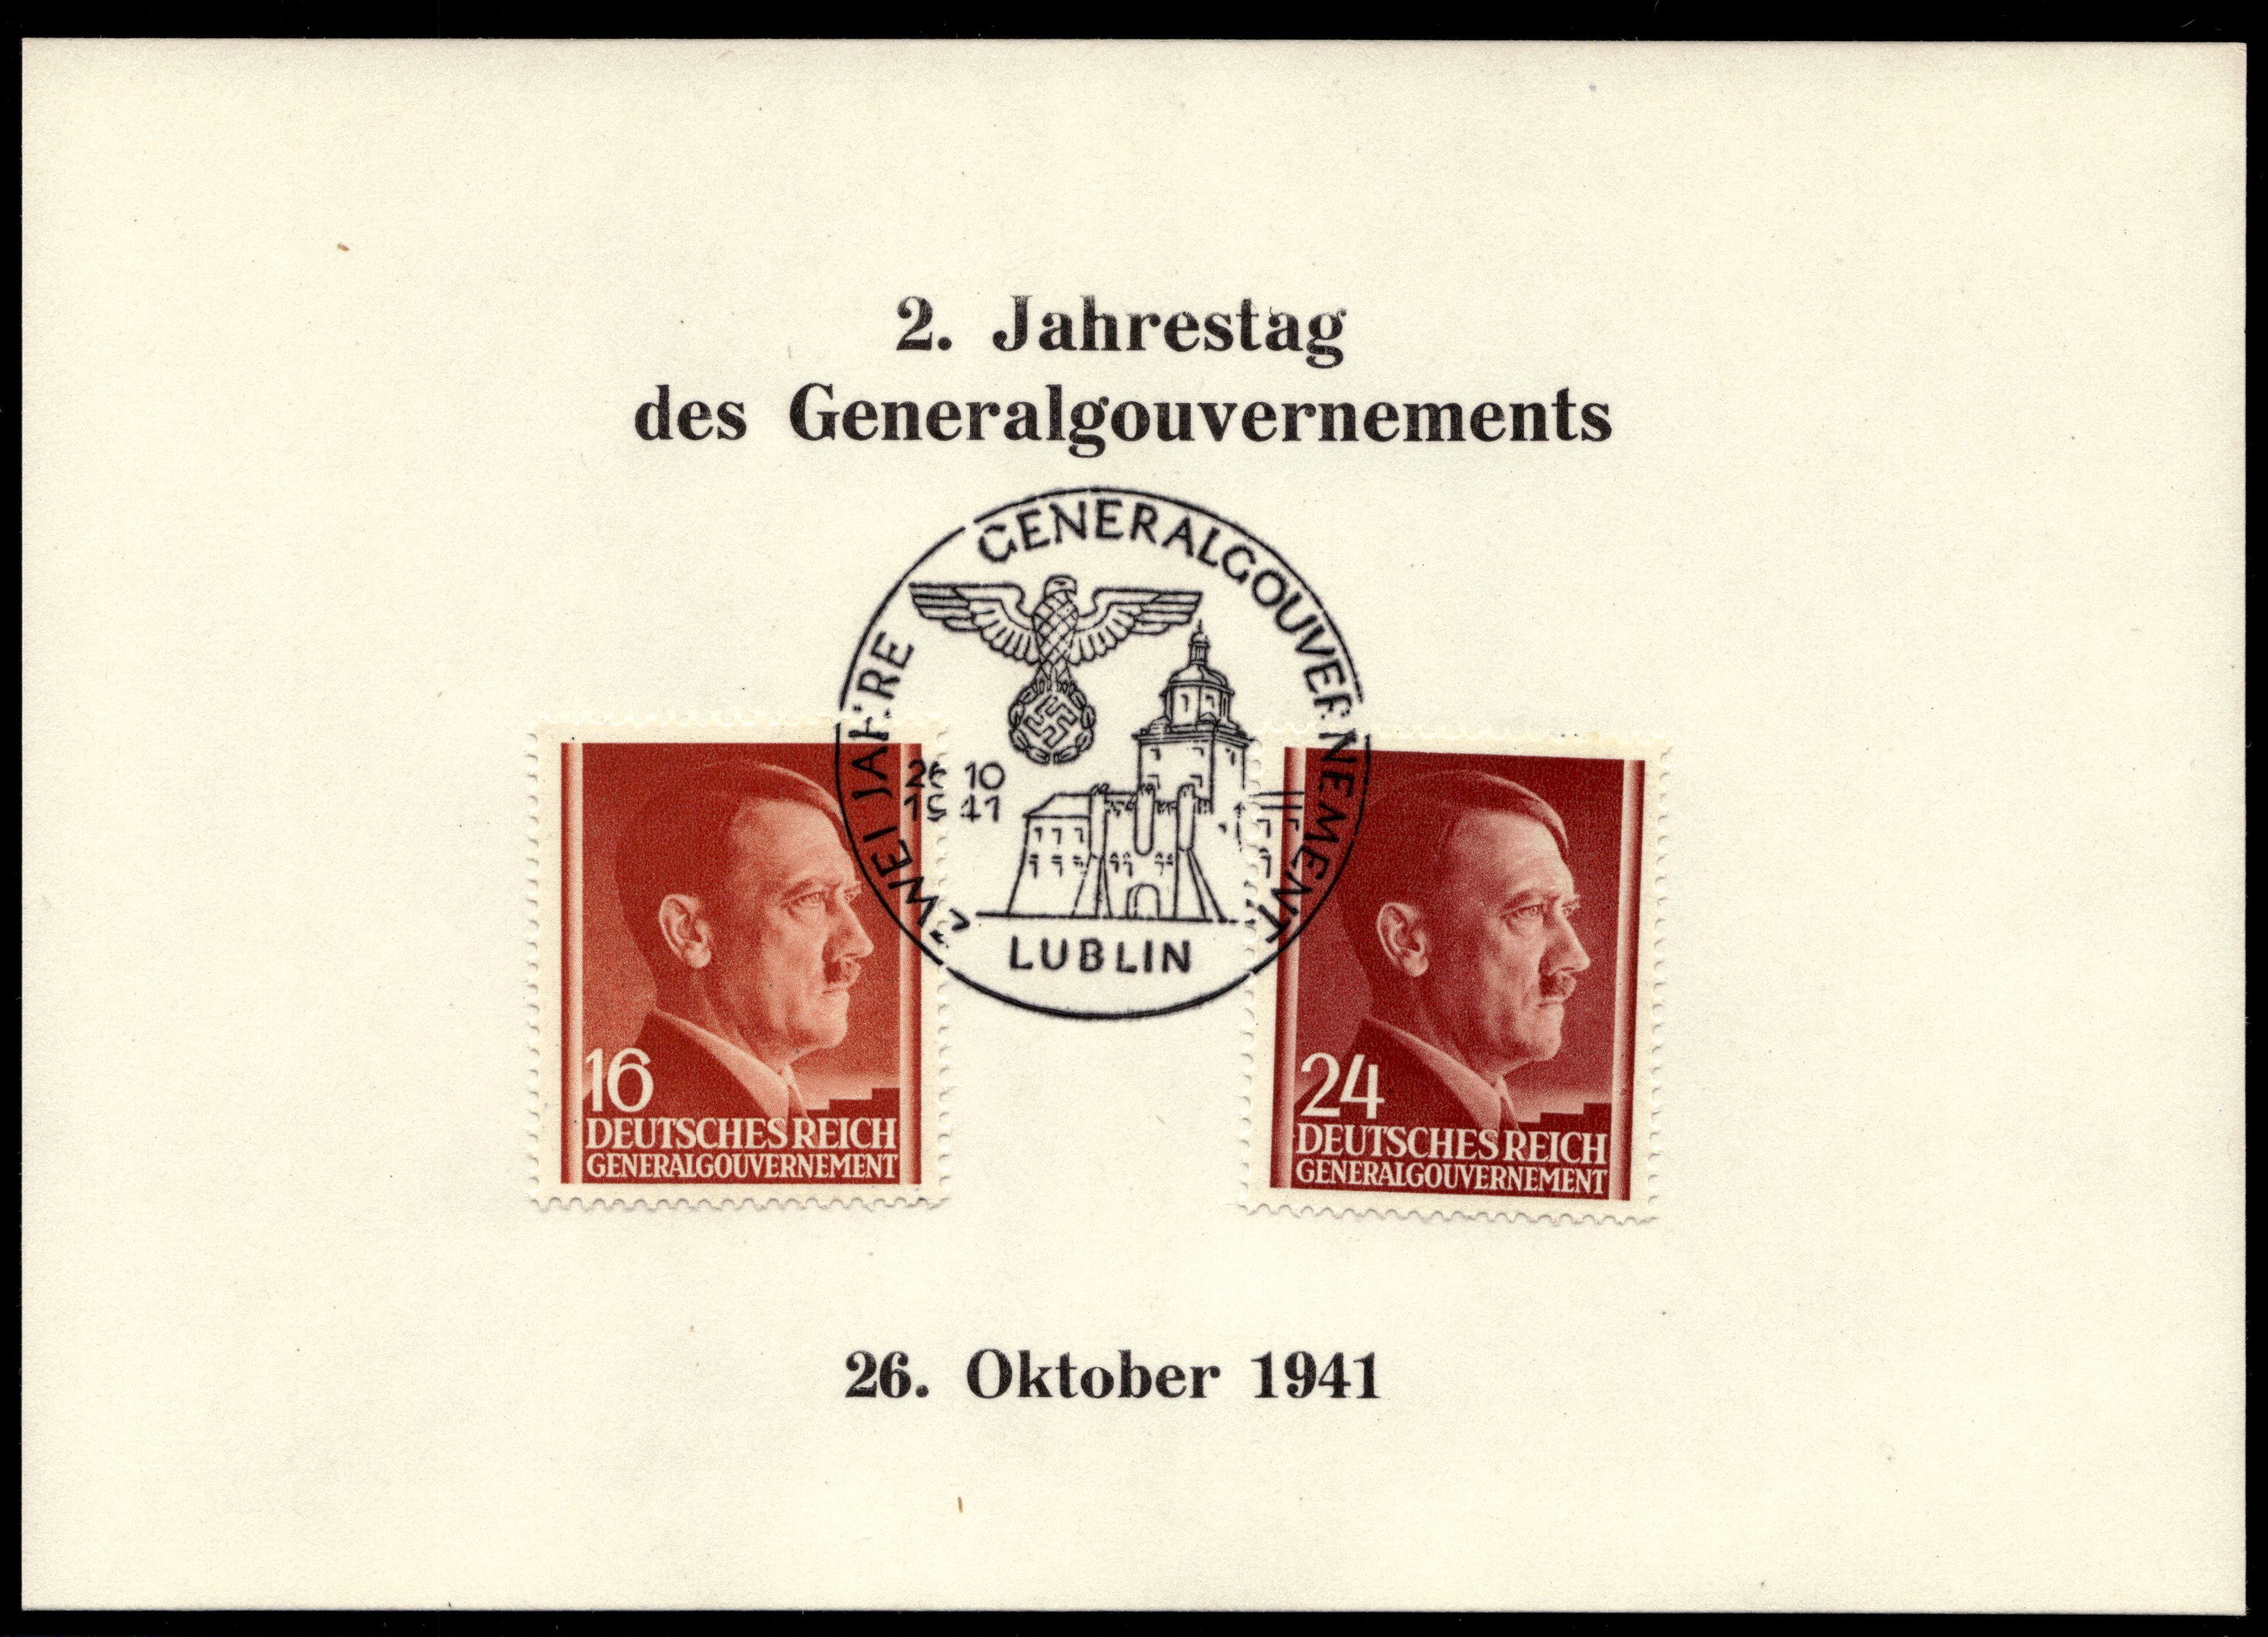 2. Jahrestag
des Generalgouvernements
ZWEI JAHRE GENERALGOUVERNEMENT
26 10
1941
LUBLIN
16
DEUTSCHES REICH
GENERALGOUVERNEMENT
24
DEUTSCHES REICH
GENERALGOUVERNEMENT
26. Oktober 1941